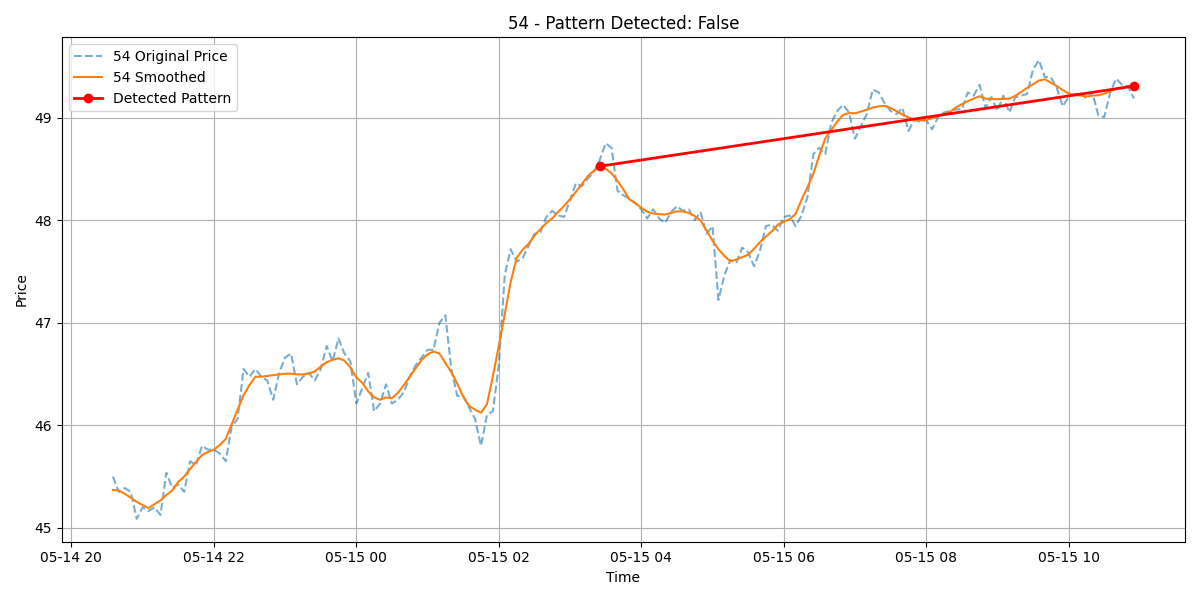 54 - Pattern Detected: False
54 Original Price
54 Smoothed
Detected Pattern
Price
49
48
47
46
45
05-14 20
05-14 22
05-15 00
05-15 02
05-15 04
05-15 06
05-15 08
05-15 10
Time